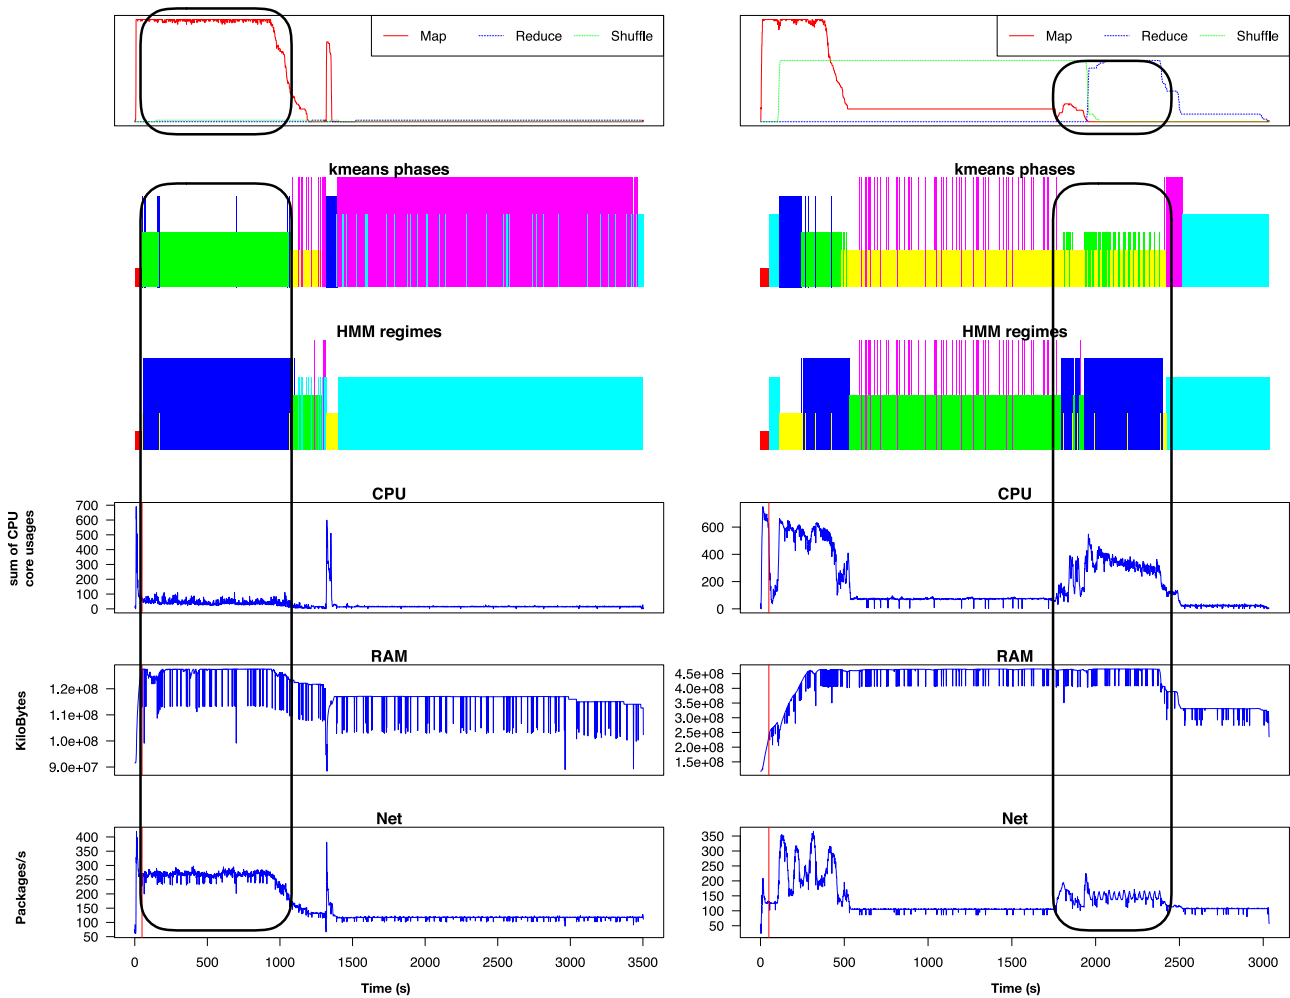 Map Reduce Shuffle
Map Reduce Shuffle
kmeans phases
kmeans phases
HMM regimes
HMM regimes
CPU
CPU
sum of CPU
core usages
700
600
500
400
300
200
100
0
600
400
200
0
RAM
RAM
KiloBytes
1.2e+08
1.1e+08
1.0e+08
9.0e+07
4.5e+08
4.0e+08
3.5e+08
3.0e+08
2.5e+08
2.0e+08
1.5e+08
Net
Net
Packages/s
400
350
300
250
200
150
100
50
350
300
250
200
150
100
50
0 500 1000 1500 2000 2500 3000 3500
0 500 1000 1500 2000 2500 3000
Time (s)
Time (s)